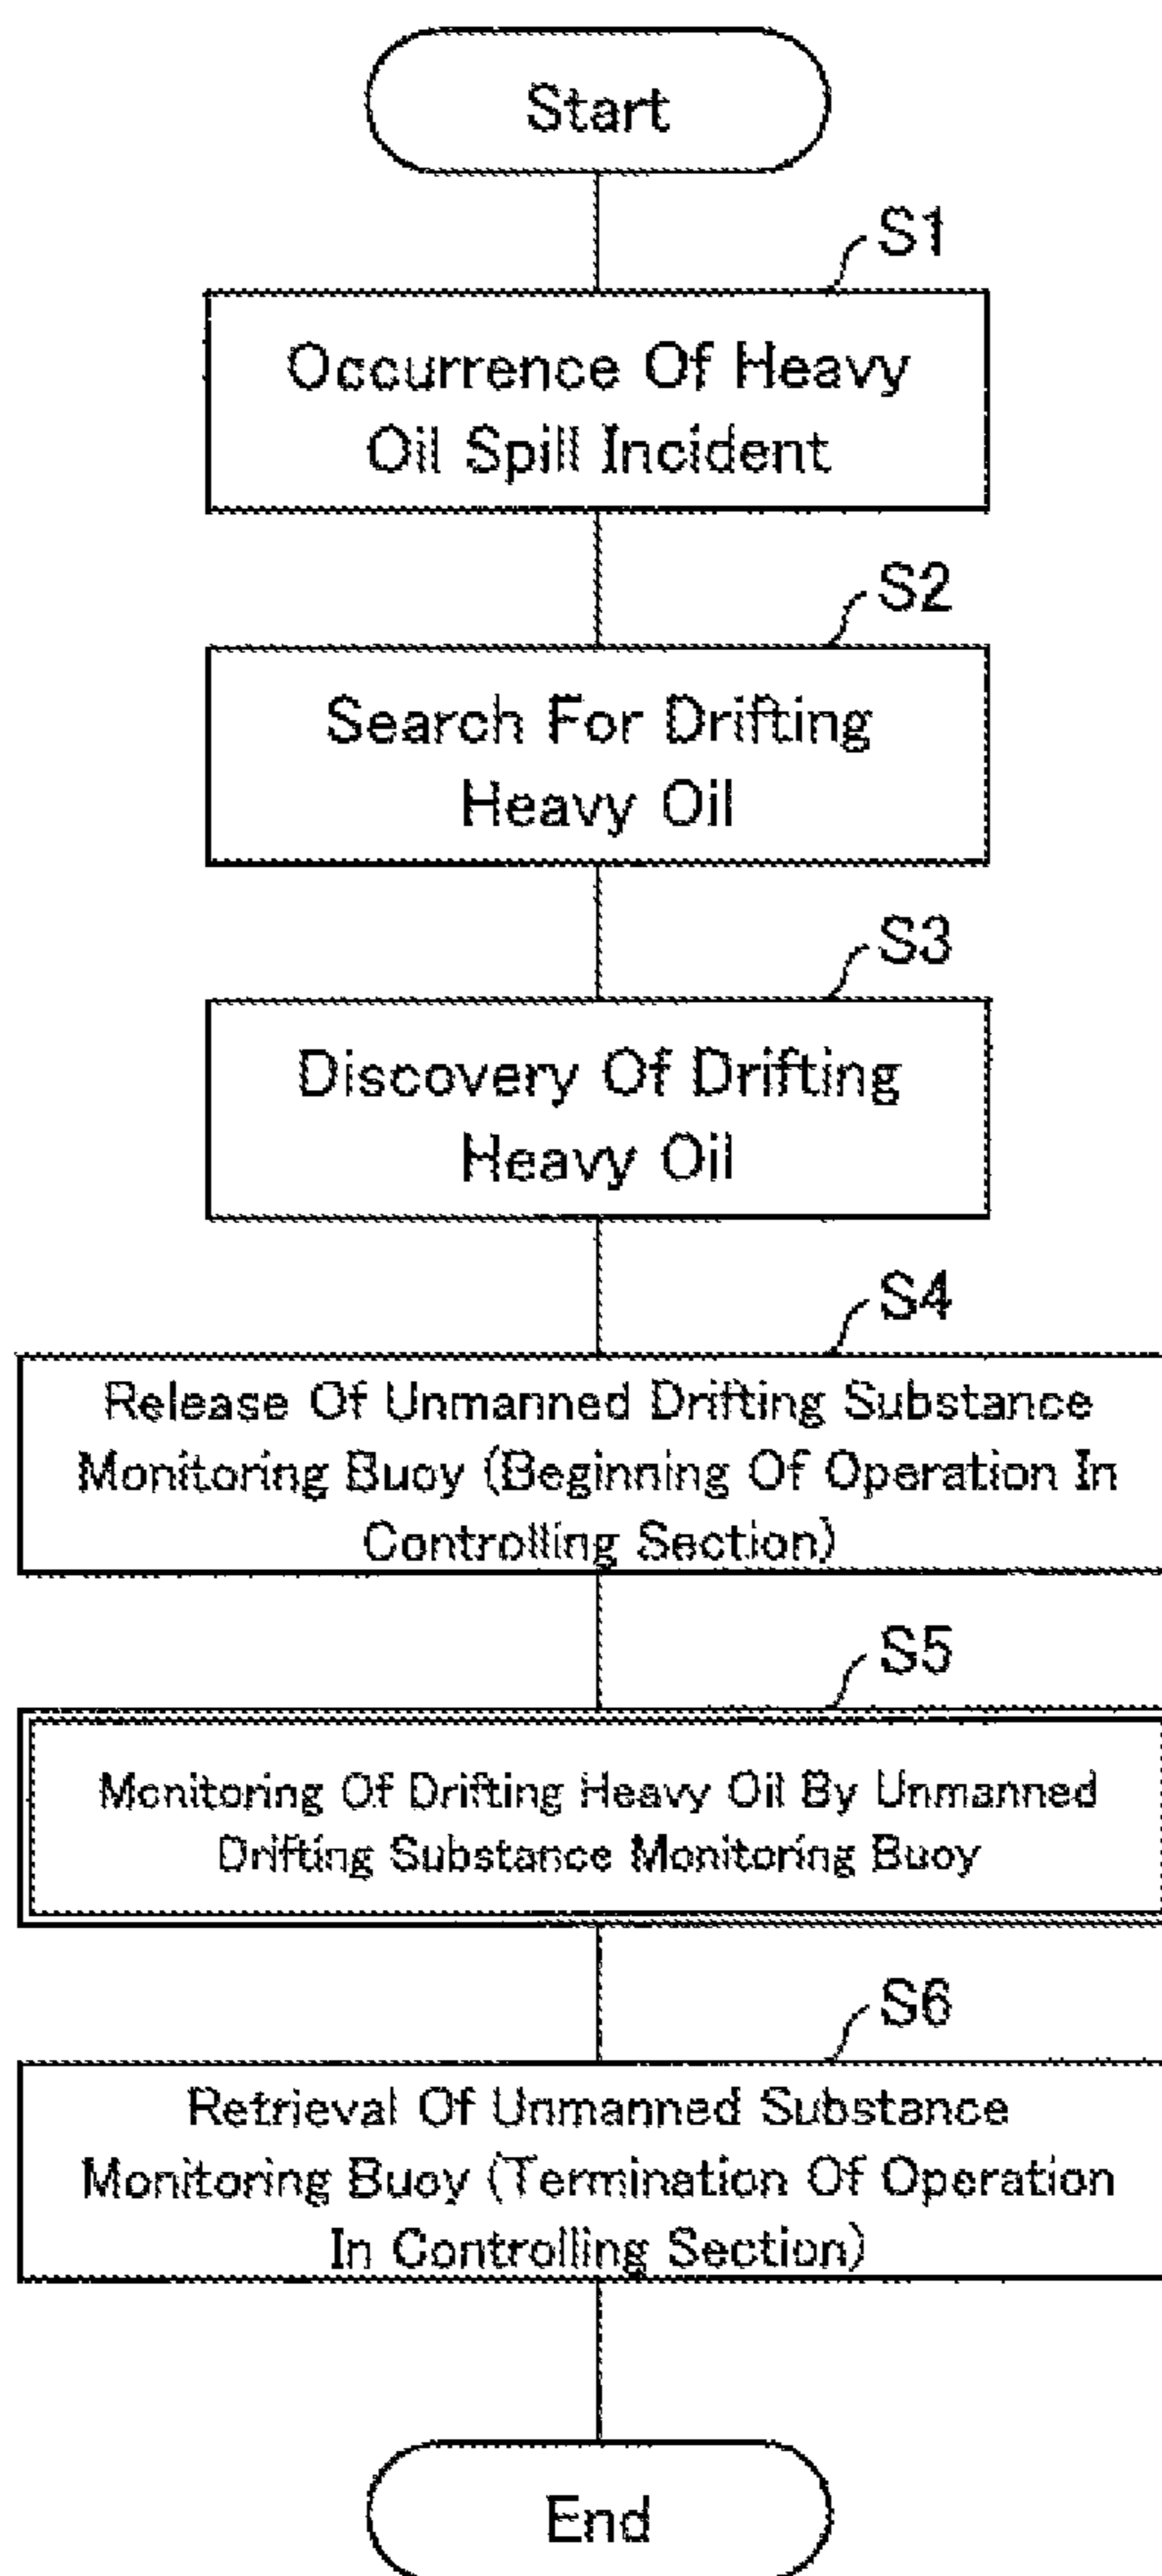 Start
S1
Occurrence Of Heavy
Oil Spill Incident
S2
Search For Drifting
Heavy Oil
S3
Discovery Of Drifting
Heavy Oil
S4
Release Of Unmanned Drifting Substance
Monitoring Buoy (Beginning Of Operation In
Controlling Section)
S5
Monitoring Of Drifting Heavy Oil By Unmanned
Drifting Substance Monitoring Buoy
S6
Retrieval Of Unmanned Substance
Monitoring Buoy (Termination Of Operation
In Controlling Section)
End